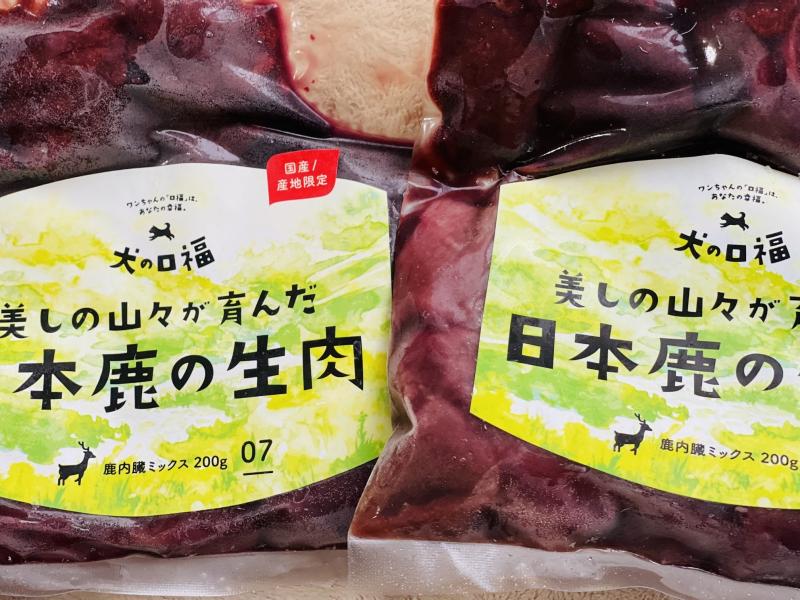 国産/
産地限定
ワンちゃんの「口福」は、
あなたの幸福。
犬の口福
美しの山々が育んだ
本鹿の生肉
鹿内臓ミックス 200g 07
ワンちゃんの「口福」は、
あなたの幸福。
犬の口福
美しの山々が
日本鹿の
鹿内臓ミックス 200g